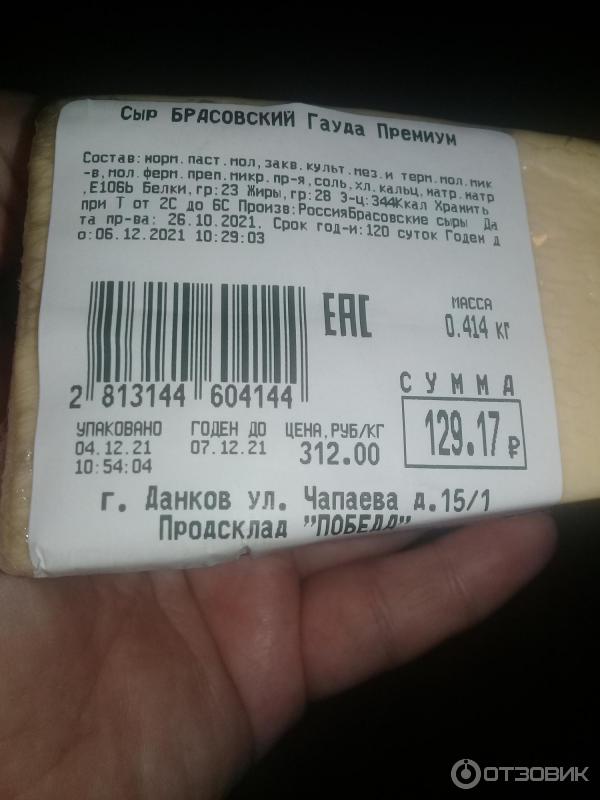 Сыр БРАСОВСКИЙ Гауда Премиум
Состав:норм.паст.мол,закв.культ.мез.и терм.мол.мик
-в,мол.ферм.преп.микр.пр-я,соль,хл.кальц,натр.натр
,Е106Ь Белки,гр:23 Жиры,гр:28 Э-ц:344Ккал Хранить
при Т от 2С до 6С Произв:РоссияБрасовские сыры Да
та пр-ва: 26.10.2021. Срок год-и:120 суток Годен д
о:06.12.2021 10:29:03
ЕАС
МАССА
0.414 кг
2 813144 604144
СУММА
129.17 ₽
УПАКОВАНО ГОДЕН ДО ЦЕНА,РУБ/КГ
04.12.21 07.12.21 312.00
10:54:04
г. Данков ул. Чапаева д.15/1
Продсклад "ПОБЕДА"
ОТЗОВИК